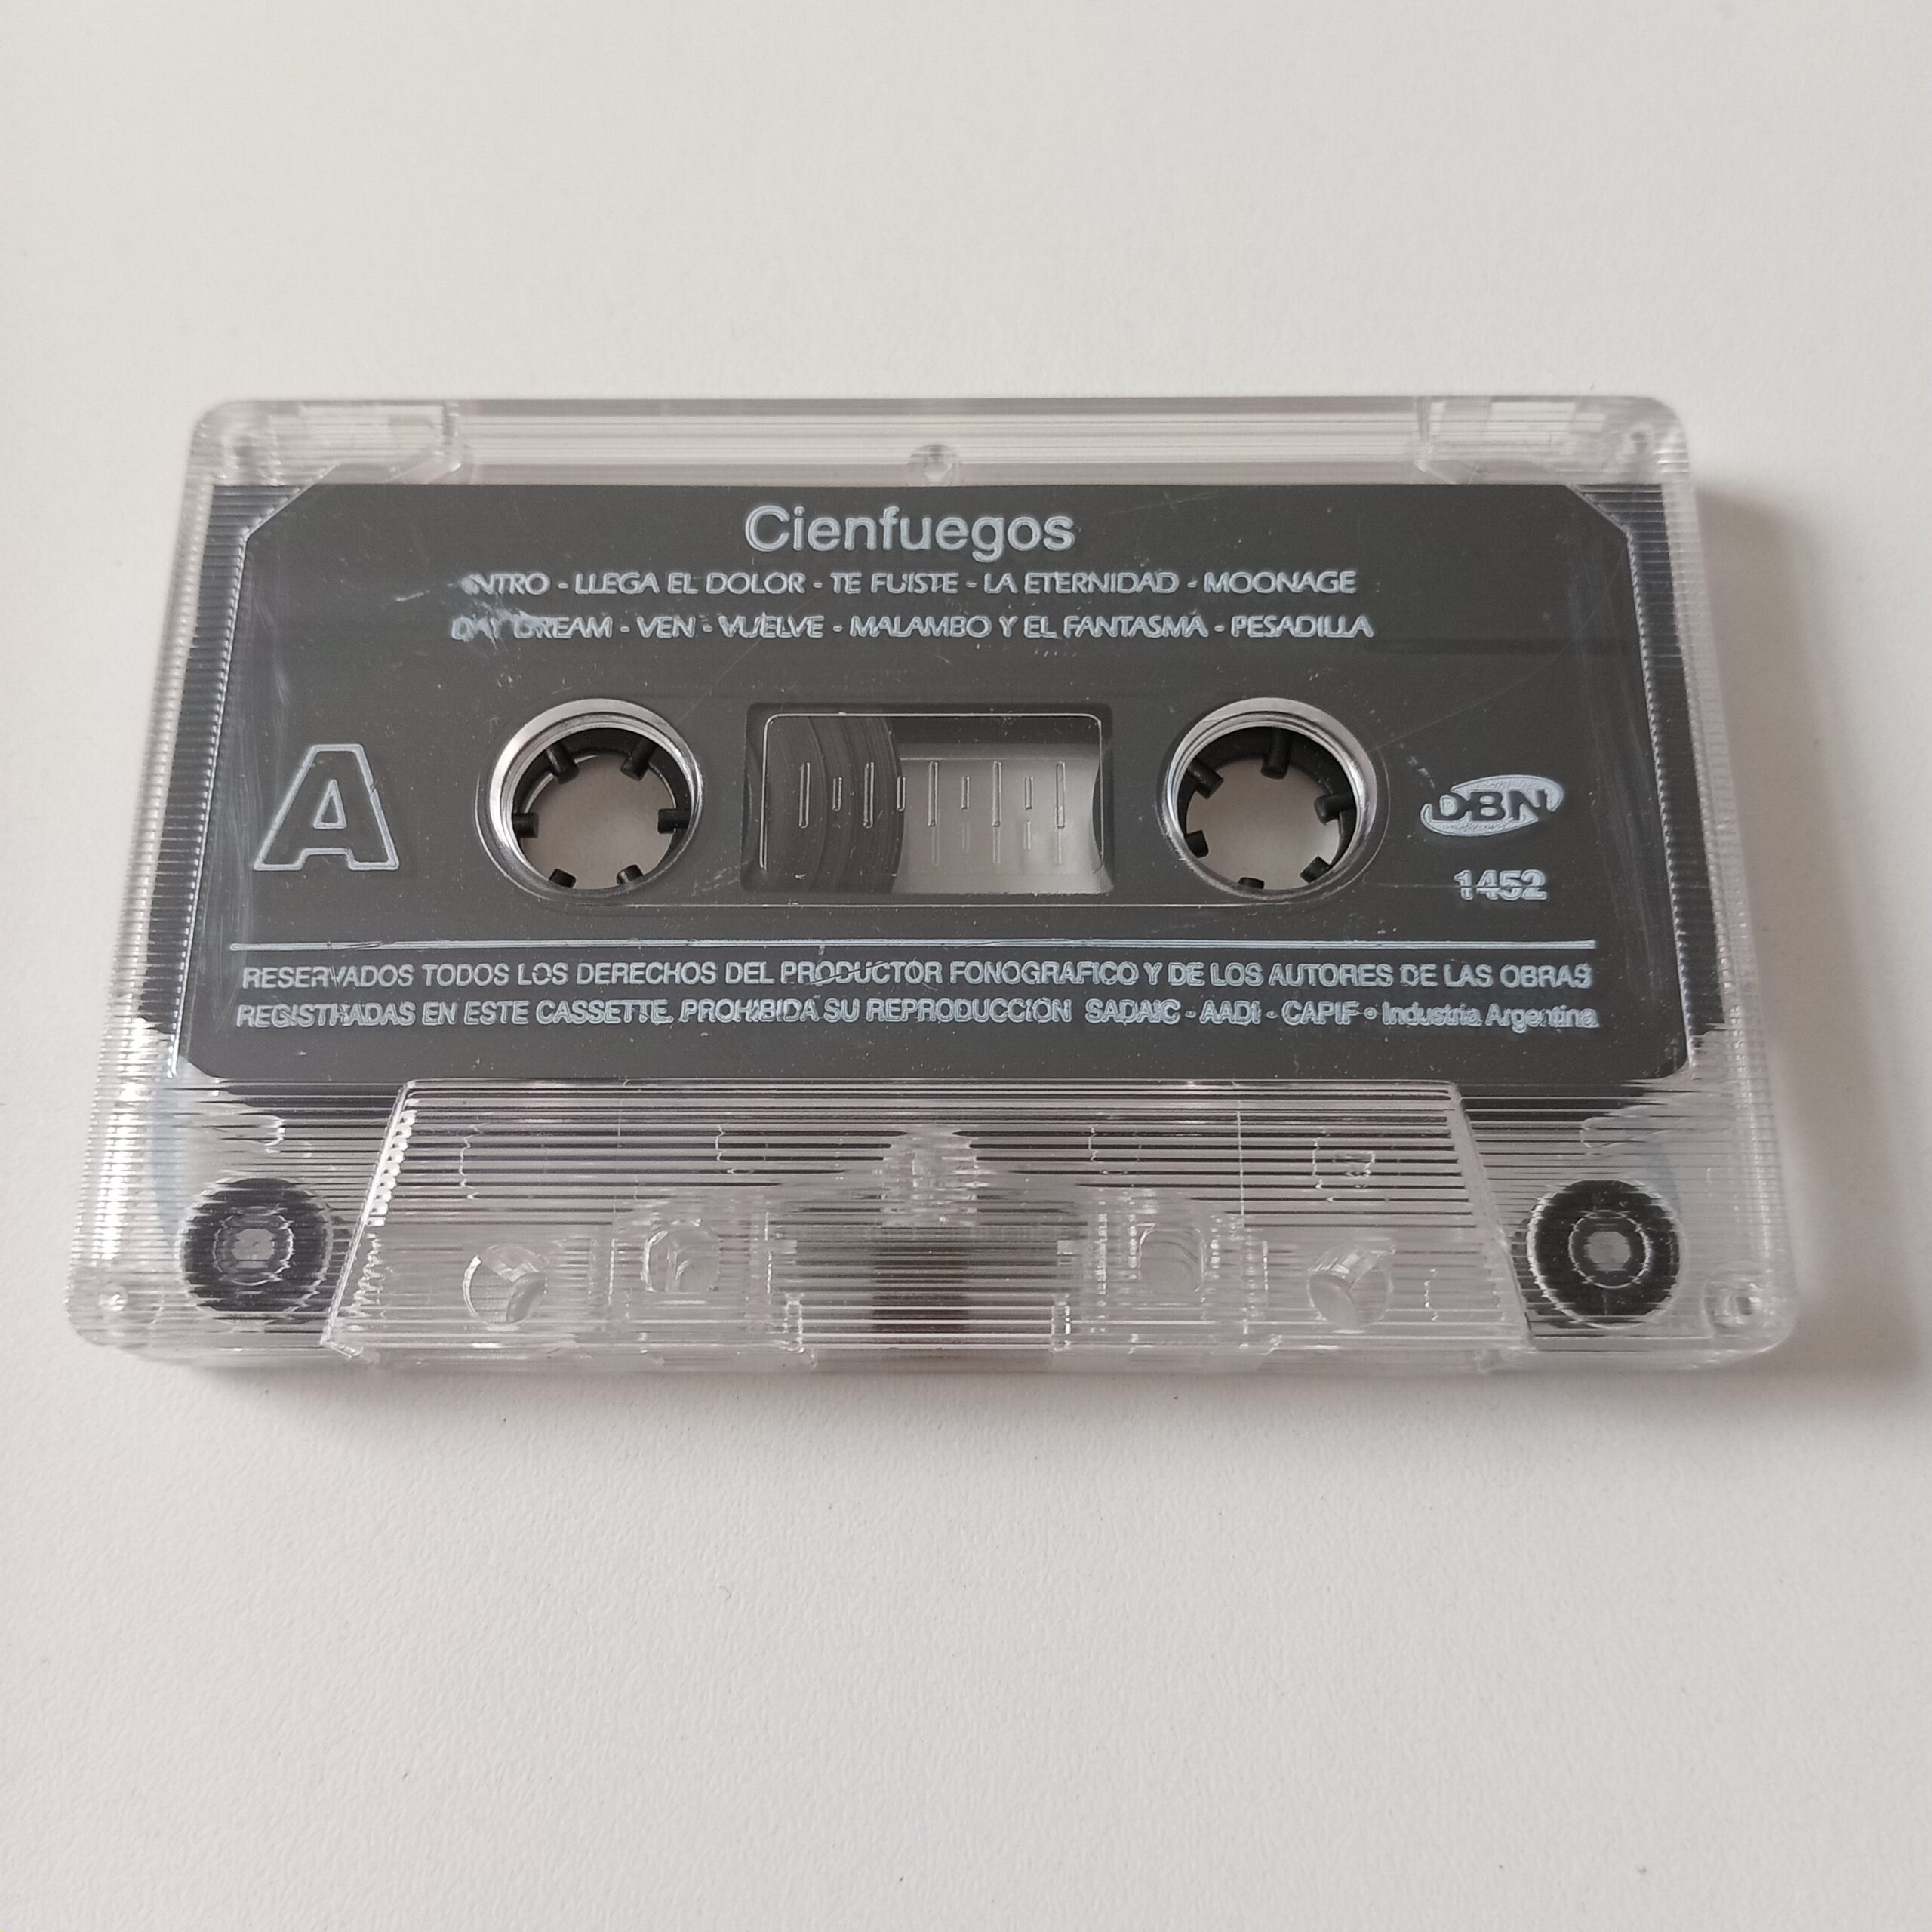 Cienfuegos
INTRO - LLEGA EL DOLOR - TE FUISTE - LA ETERNIDAD - MOONAGE
DAY DREAM - VEN - VUELVE - MALAMBO Y EL FANTASMA - PESADILLA
A
DBN
1452
RESERVADOS TODOS LOS DERECHOS DEL PRODUCTOR FONOGRAFICO Y DE LOS AUTORES DE LAS OBRAS
REGISTRADAS EN ESTE CASSETTE. PROHIBIDA SU REPRODUCCION SADAIC - AADI - CAPIF • Industria Argentina